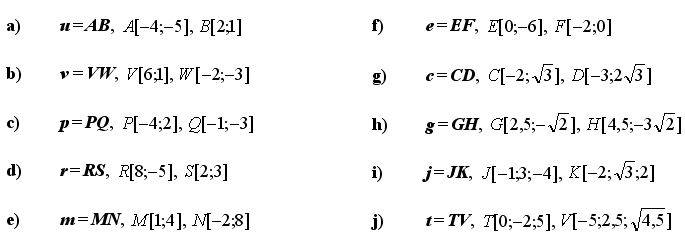 a) u=AB, A[−4;−5], B[2;1]
b) v=VW, V[6;1], W[−2;−3]
c) p=PQ, P[−4;2], Q[−1;−3]
d) r=RS, R[8;−5], S[2;3]
e) m=MN, M[1;4], N[−2;8]
f) e=EF, E[0;−6], F[−2;0]
g) c=CD, C[−2;√3], D[−3;2√3]
h) g=GH, G[2,5;−√2], H[4,5;−3√2]
i) j=JK, J[−1;3;−4], K[−2;√3;2]
j) t=TV, T[0;−2;5], V[−5;2,5;√4,5]